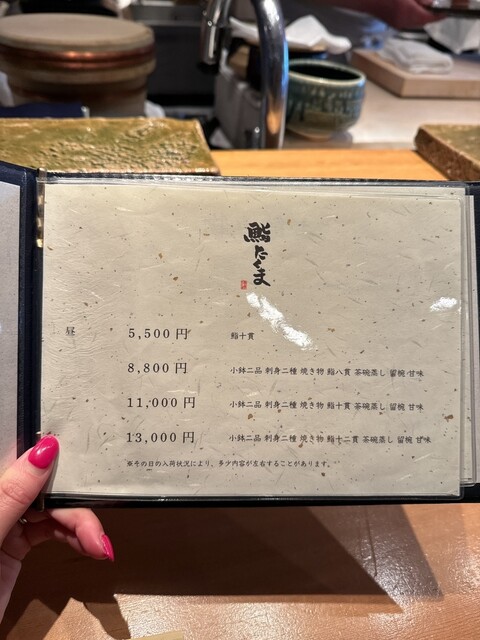 鮨たくま
昼
5,500円 鮨十貫
8,800円 小鉢二品 刺身二種 焼き物 鮨八貫 茶碗蒸し 留椀 甘味
11,000円 小鉢二品 刺身二種 焼き物 鮨十貫 茶碗蒸し 留椀 甘味
13,000円 小鉢二品 刺身二種 焼き物 鮨十二貫 茶碗蒸し 留椀 甘味
※その日の入荷状況により、多少内容が左右することがあります。